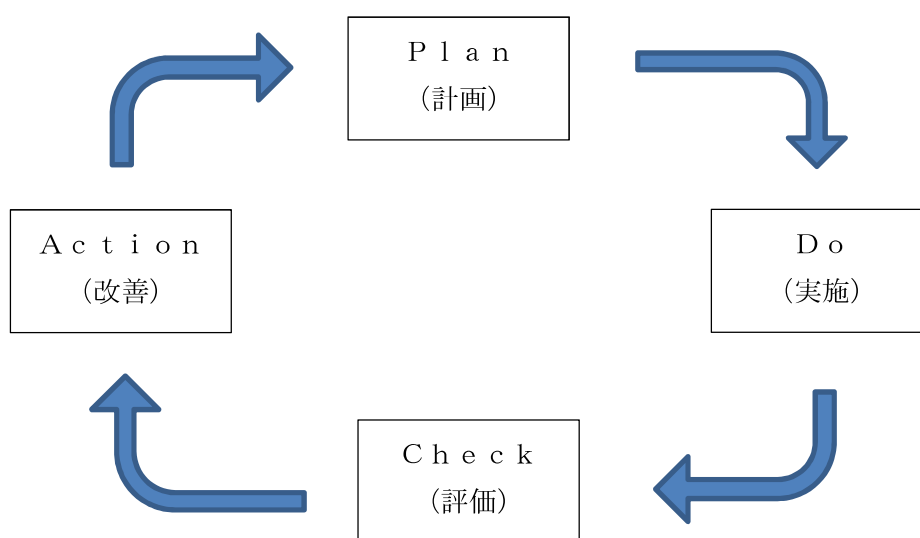 Ｐｌａｎ
（計画）
Ａｃｔｉｏｎ
（改善）
Ｄｏ
（実施）
Ｃｈｅｃｋ
（評価）